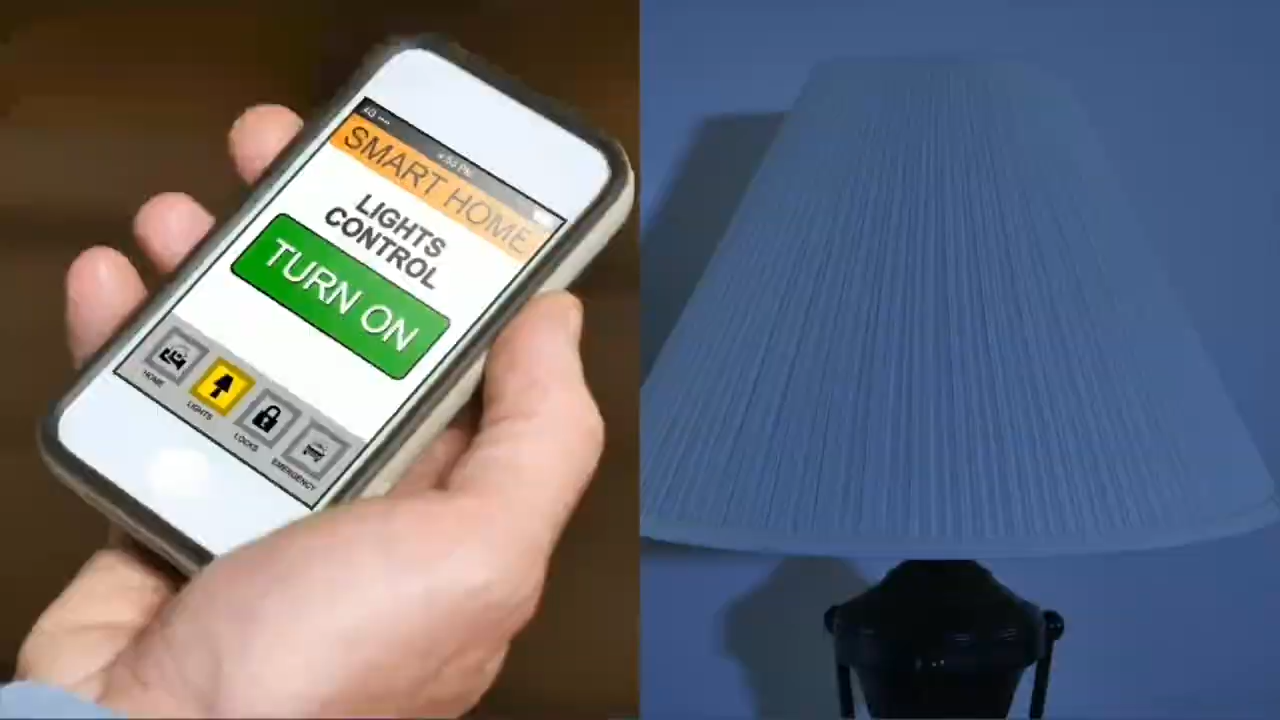 SMART HOME
LIGHTS
CONTROL
TURN ON
HOME
LIGHTS
LOCKS
EMERGENCY